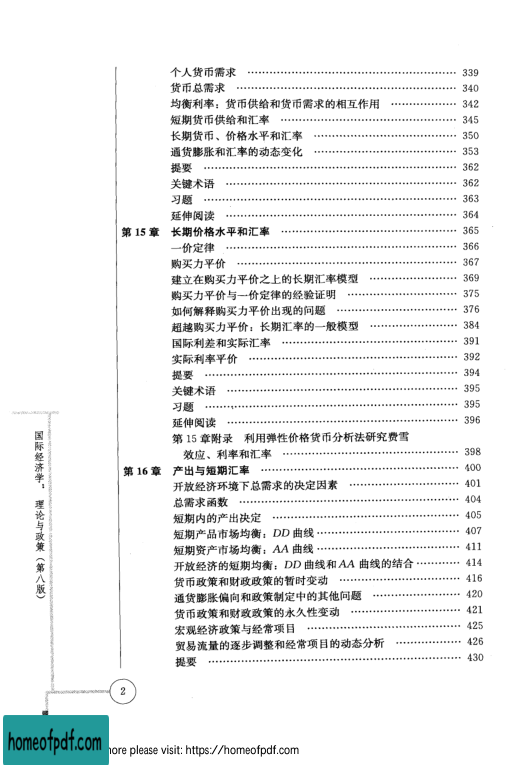 个人货币需求 …… 339
货币总需求 …… 340
均衡利率：货币供给和货币需求的相互作用 …… 342
短期货币供给和汇率 …… 345
长期货币、价格水平和汇率 …… 350
通货膨胀和汇率的动态变化 …… 353
提要 …… 362
关键术语 …… 362
习题 …… 363
延伸阅读 …… 364
第15章 长期价格水平和汇率 …… 365
一价定律 …… 366
购买力平价 …… 367
建立在购买力平价之上的长期汇率模型 …… 369
购买力平价与一价定律的经验证明 …… 375
如何解释购买力平价出现的问题 …… 376
超越购买力平价：长期汇率的一般模型 …… 384
国际利差和实际汇率 …… 391
实际利率平价 …… 392
提要 …… 394
关键术语 …… 395
习题 …… 395
延伸阅读 …… 396
第15章附录 利用弹性价格货币分析法研究费雪
效应、利率和汇率 …… 398
第16章 产出与短期汇率 …… 400
开放经济环境下总需求的决定因素 …… 401
总需求函数 …… 404
短期内的产出决定 …… 405
短期产品市场均衡：DD曲线 …… 407
短期资产市场均衡：AA曲线 …… 411
开放经济的短期均衡：DD曲线和AA曲线的结合 …… 414
货币政策和财政政策的暂时变动 …… 416
通货膨胀偏向和政策制定中的其他问题 …… 420
货币政策和财政政策的永久性变动 …… 421
宏观经济政策与经常项目 …… 425
贸易流量的逐步调整和经常项目的动态分析 …… 426
提要 …… 430
国际经济学：理论与政策（第八版）
2
homeofpdf.com
more please visit: https://homeofpdf.com